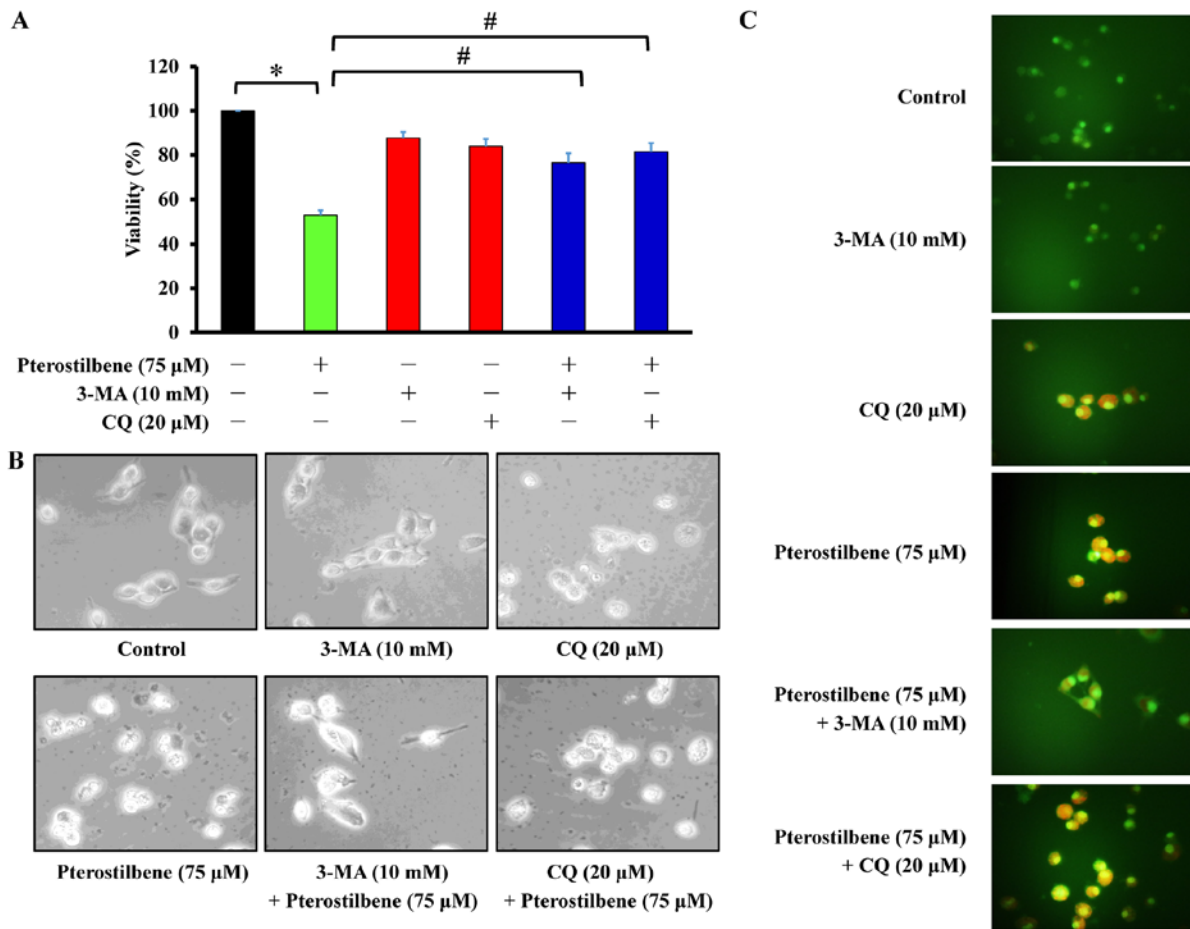 A
#
#
*
120
100
80
60
40
20
0
Viability (%)
Pterostilbene (75 µM) − + − − + +
3-MA (10 mM) − − + − + −
CQ (20 µM) − − − + − +
B
Control
3-MA (10 mM)
CQ (20 µM)
Pterostilbene (75 µM)
3-MA (10 mM)
+ Pterostilbene (75 µM)
CQ (20 µM)
+ Pterostilbene (75 µM)
C
Control
3-MA (10 mM)
CQ (20 µM)
Pterostilbene (75 µM)
Pterostilbene (75 µM)
+ 3-MA (10 mM)
Pterostilbene (75 µM)
+ CQ (20 µM)